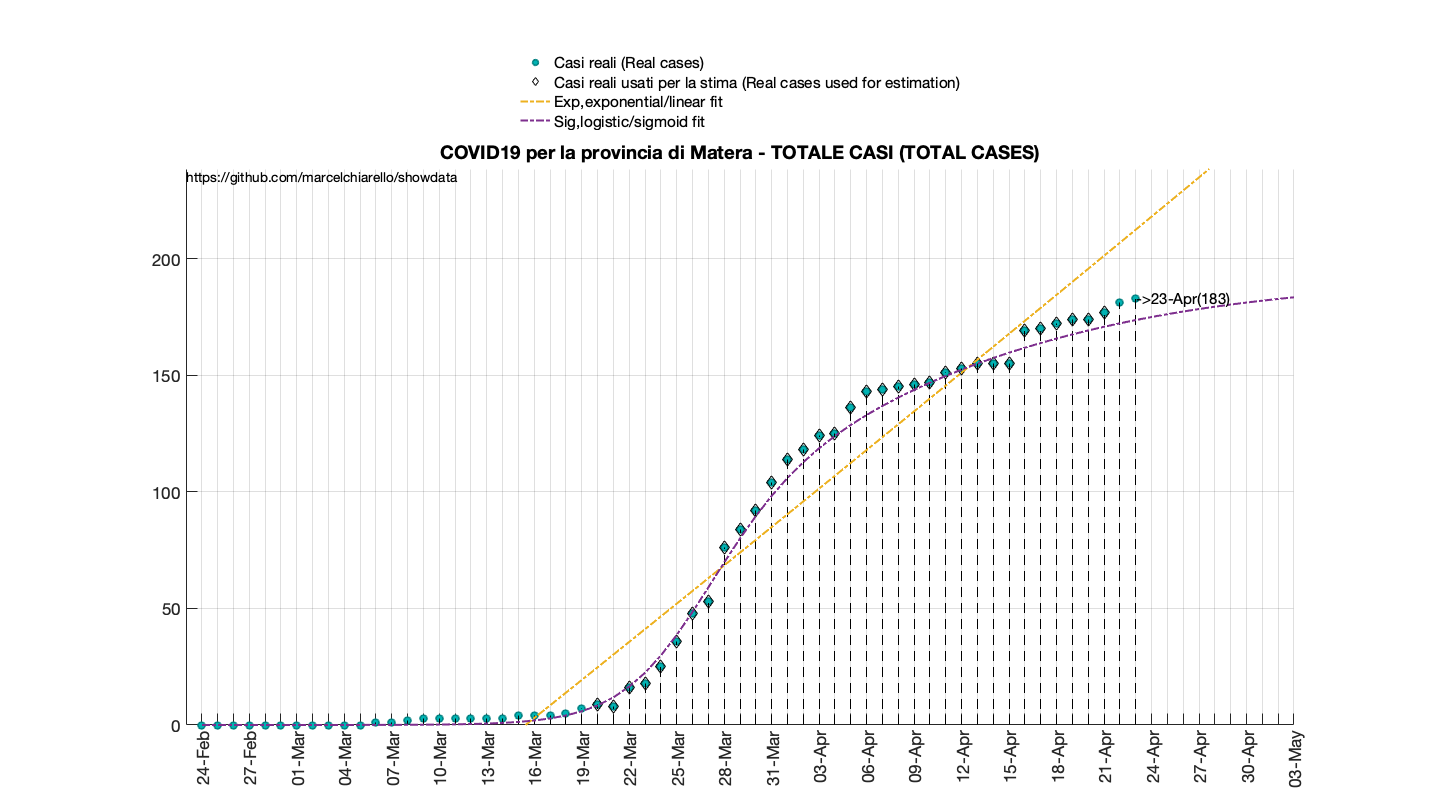 Casi reali (Real cases)
Casi reali usati per la stima (Real cases used for estimation)
Exp,exponential/linear fit
Sig,logistic/sigmoid fit
COVID19 per la provincia di Matera - TOTALE CASI (TOTAL CASES)
https://github.com/marcelchiarello/showdata
200
150
100
50
0
->23-Apr(183)
24-Feb
27-Feb
01-Mar
04-Mar
07-Mar
10-Mar
13-Mar
16-Mar
19-Mar
22-Mar
25-Mar
28-Mar
31-Mar
03-Apr
06-Apr
09-Apr
12-Apr
15-Apr
18-Apr
21-Apr
24-Apr
27-Apr
30-Apr
03-May